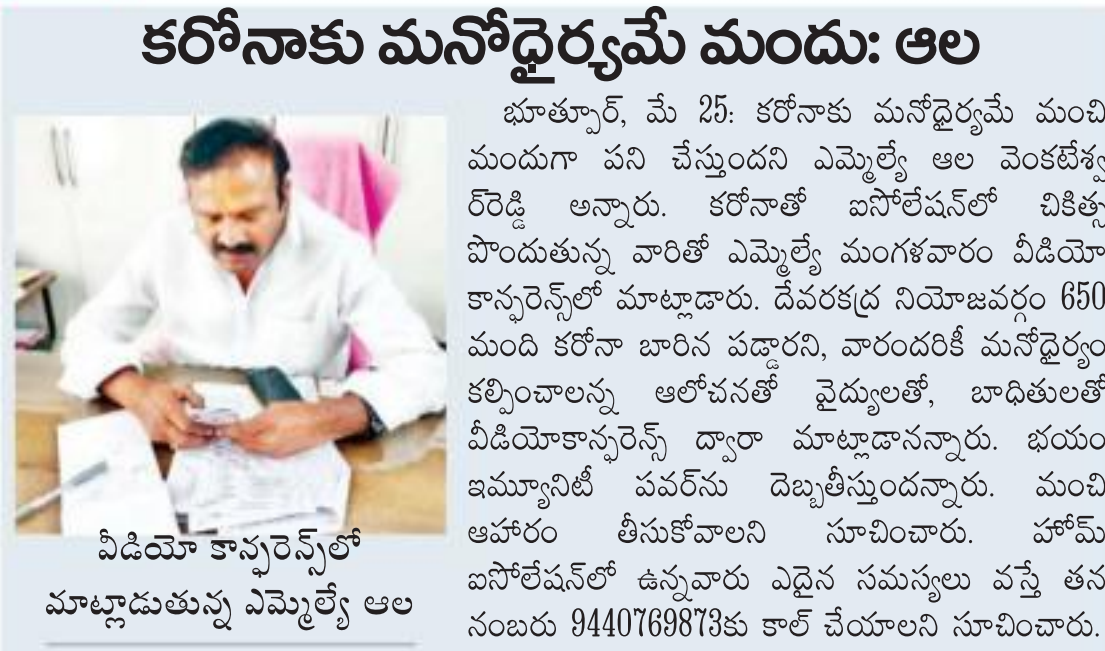 కరోనాకు మనోధైర్యమే మందు: ఆల
భూత్పూర్, మే 25: కరోనాకు మనోధైర్యమే మంచి
మందుగా పని చేస్తుందని ఎమ్మెల్యే ఆల వెంకటేశ్వ
ర్‌రెడ్డి అన్నారు. కరోనాతో ఐసోలేషన్‌లో చికిత్స
పొందుతున్న వారితో ఎమ్మెల్యే మంగళవారం వీడియో
కాన్ఫరెన్స్‌లో మాట్లాడారు. దేవరకద్ర నియోజవర్గం 650
మంది కరోనా బారిన పడ్డారని, వారందరికీ మనోధైర్యం
కల్పించాలన్న ఆలోచనతో వైద్యులతో, బాధితులతో
వీడియోకాన్ఫరెన్స్ ద్వారా మాట్లాడానన్నారు. భయం
ఇమ్యూనిటీ పవర్‌ను దెబ్బతీస్తుందన్నారు. మంచి
ఆహారం తీసుకోవాలని సూచించారు. హోమ్
ఐసోలేషన్‌లో ఉన్నవారు ఎదైన సమస్యలు వస్తే తన
నంబరు 9440769873కు కాల్ చేయాలని సూచించారు.
వీడియో కాన్ఫరెన్స్‌లో
మాట్లాడుతున్న ఎమ్మెల్యే ఆల